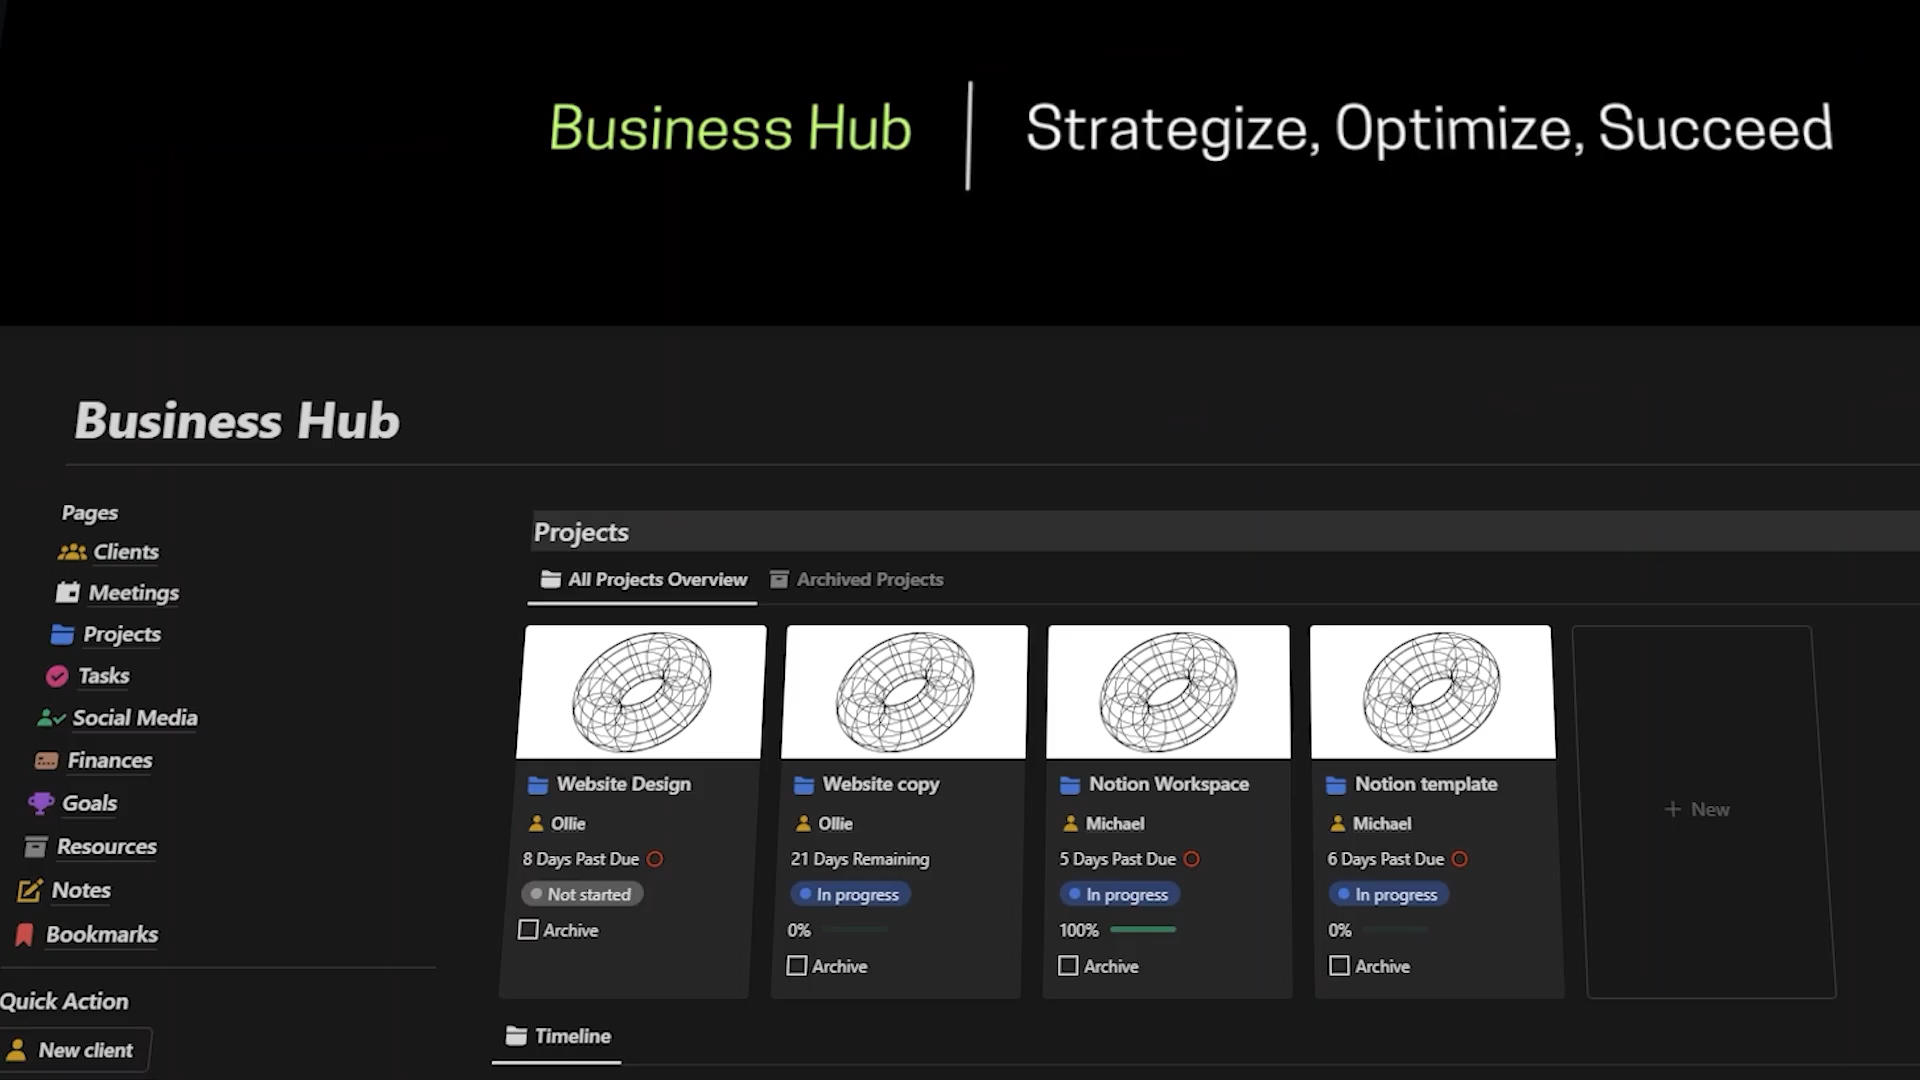 Business Hub | Strategize, Optimize, Succeed
Business Hub
Pages
Clients
Meetings
Projects
Tasks
Social Media
Finances
Goals
Resources
Notes
Bookmarks
Quick Action
New client
Projects
All Projects Overview Archived Projects
Website Design
Ollie
8 Days Past Due
Not started
Archive
Website copy
Ollie
21 Days Remaining
In progress
0%
Archive
Notion Workspace
Michael
5 Days Past Due
In progress
100%
Archive
Notion template
Michael
6 Days Past Due
In progress
0%
Archive
+ New
Timeline